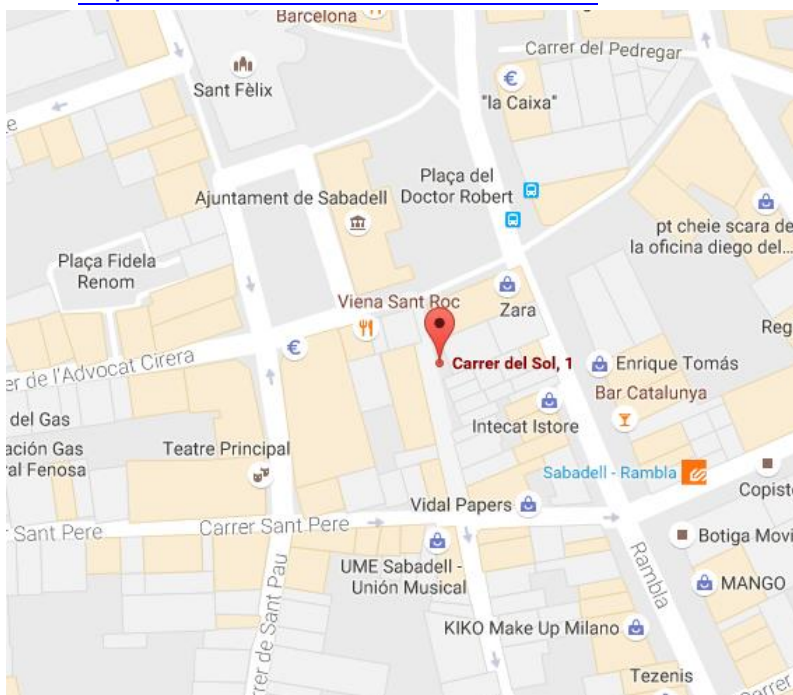 Barcelona
Carrer del Pedregar
Sant Fèlix
"la Caixa"
Plaça del
Doctor Robert
Ajuntament de Sabadell
pt cheie scara de
la oficina diego del...
Plaça Fidela
Renom
Viena Sant Roc
Zara
Reg
er de l'Advocat Cirera
Carrer del Sol, 1
Enrique Tomás
Bar Catalunya
del Gas
Intecat Istore
ación Gas
ral Fenosa
Teatre Principal
Sabadell - Rambla
Copist
Vidal Papers
Sant Pere
Carrer Sant Pere
Botiga Movi
UME Sabadell -
Unión Musical
Rambla
MANGO
rrer de Sant Pau
KIKO Make Up Milano
Tezenis
Carrer